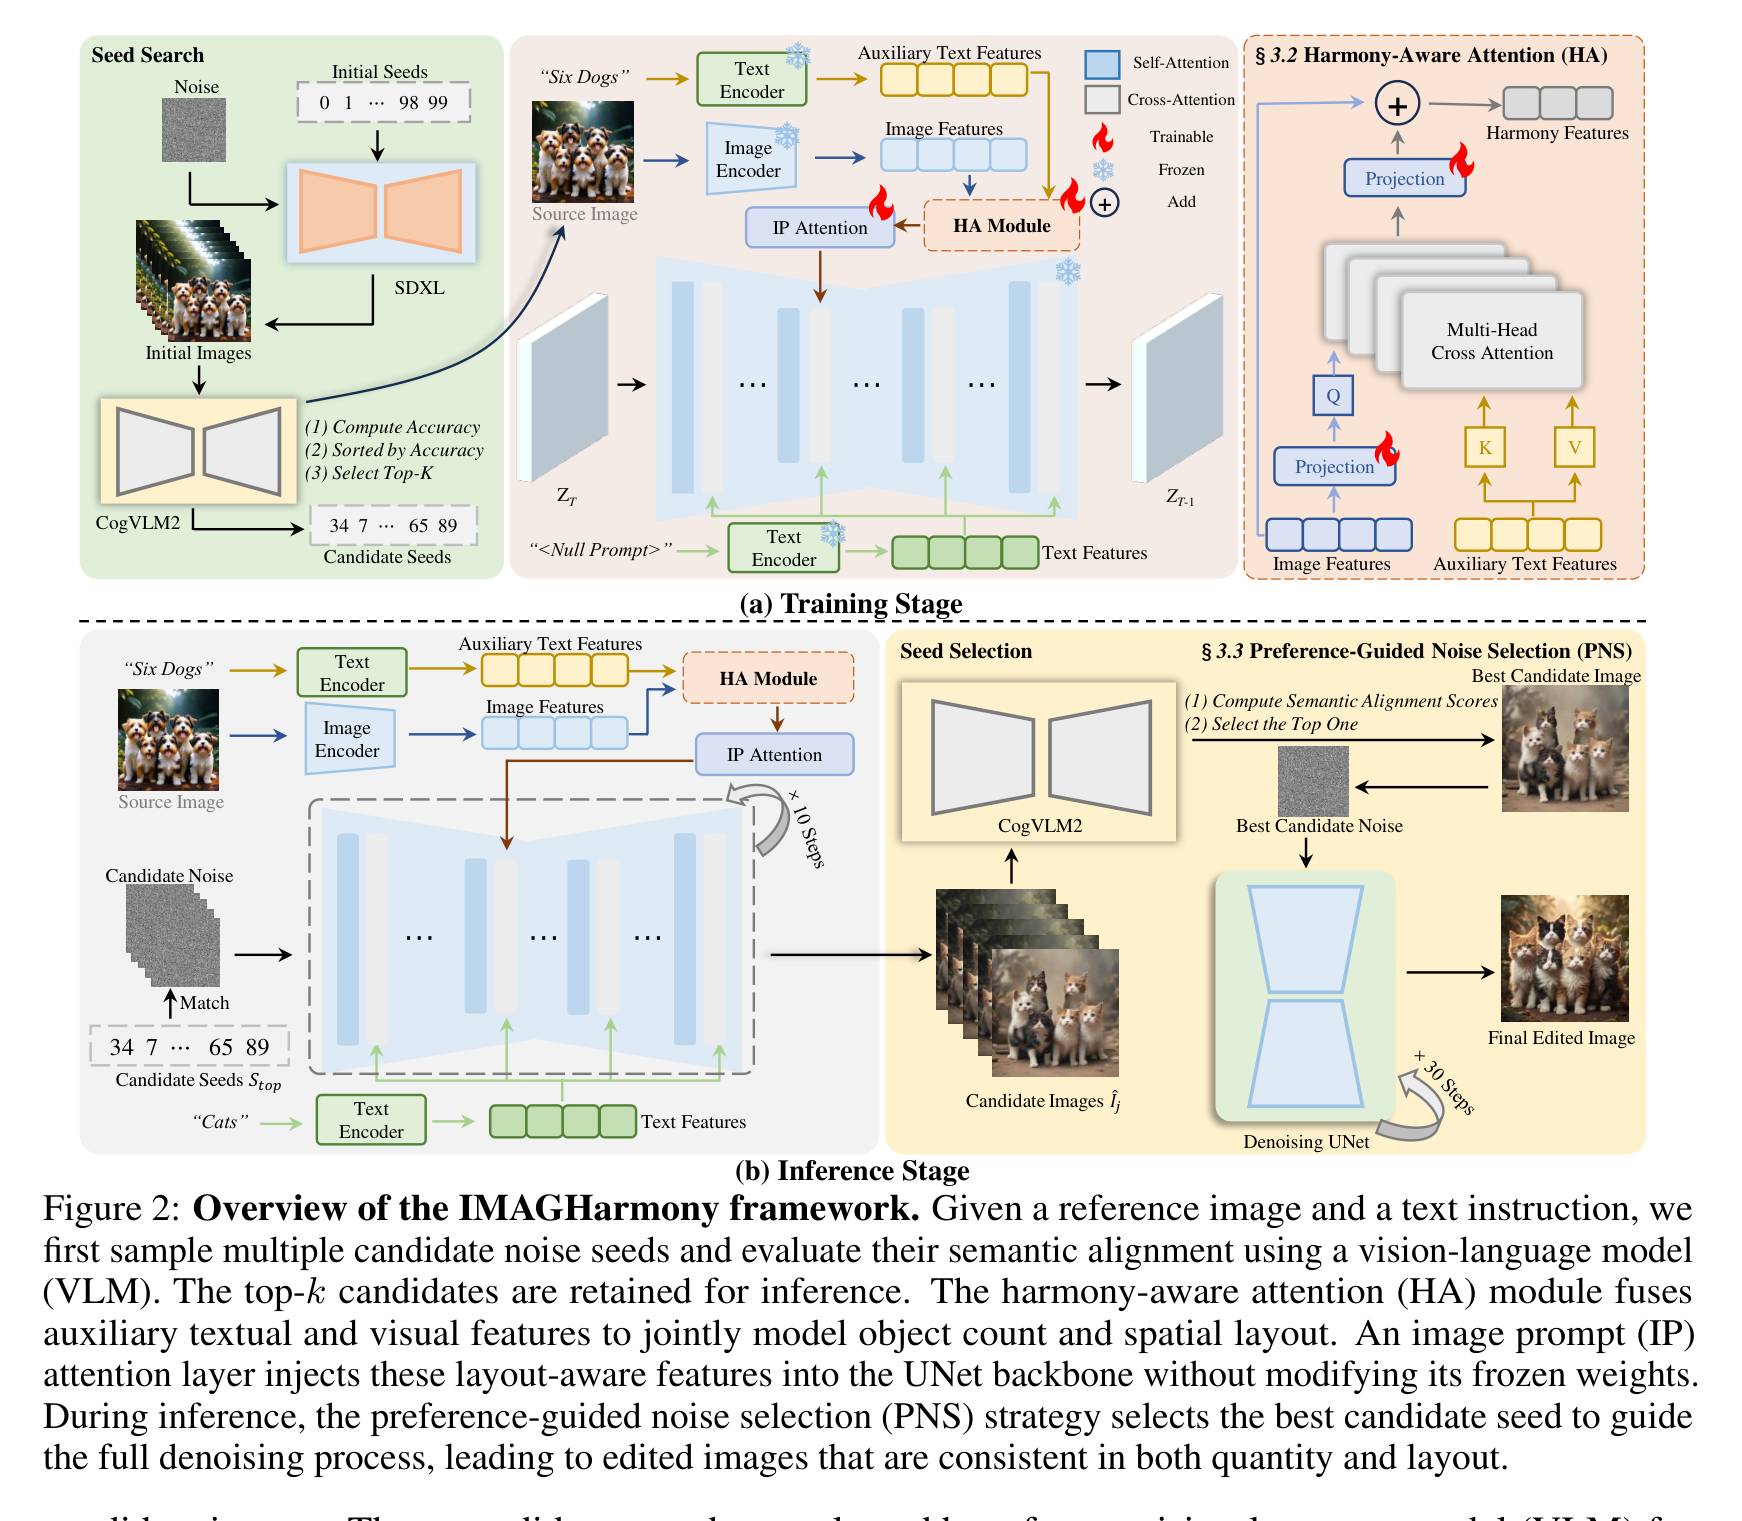 Seed Search
Noise
Initial Seeds
0 1 ··· 98 99
SDXL
Initial Images
(1) Compute Accuracy
(2) Sorted by Accuracy
(3) Select Top-K
CogVLM2
34 7 ··· 65 89
Candidate Seeds
“Six Dogs”
Text
Encoder
Auxiliary Text Features
Image
Encoder
Image Features
Source Image
IP Attention
HA Module
Self-Attention
Cross-Attention
Trainable
Frozen
+ Add
···
···
···
Z_T
Z_{T-1}
“<Null Prompt>”
Text
Encoder
Text Features
§ 3.2 Harmony-Aware Attention (HA)
+
Harmony Features
Projection
Multi-Head
Cross Attention
Q
K
V
Projection
Image Features
Auxiliary Text Features
(a) Training Stage
“Six Dogs”
Text
Encoder
Auxiliary Text Features
HA Module
Image
Encoder
Image Features
IP Attention
Source Image
× 10 Steps
Candidate Noise
···
···
···
Match
34 7 ··· 65 89
Candidate Seeds S_{top}
“Cats”
Text
Encoder
Text Features
Seed Selection
§ 3.3 Preference-Guided Noise Selection (PNS)
Best Candidate Image
(1) Compute Semantic Alignment Scores
(2) Select the Top One
CogVLM2
Best Candidate Noise
Candidate Images Î_j
Final Edited Image
+ 30 Steps
Denoising UNet
(b) Inference Stage
Figure 2: Overview of the IMAGHarmony framework. Given a reference image and a text instruction, we
first sample multiple candidate noise seeds and evaluate their semantic alignment using a vision-language model
(VLM). The top-k candidates are retained for inference. The harmony-aware attention (HA) module fuses
auxiliary textual and visual features to jointly model object count and spatial layout. An image prompt (IP)
attention layer injects these layout-aware features into the UNet backbone without modifying its frozen weights.
During inference, the preference-guided noise selection (PNS) strategy selects the best candidate seed to guide
the full denoising process, leading to edited images that are consistent in both quantity and layout.